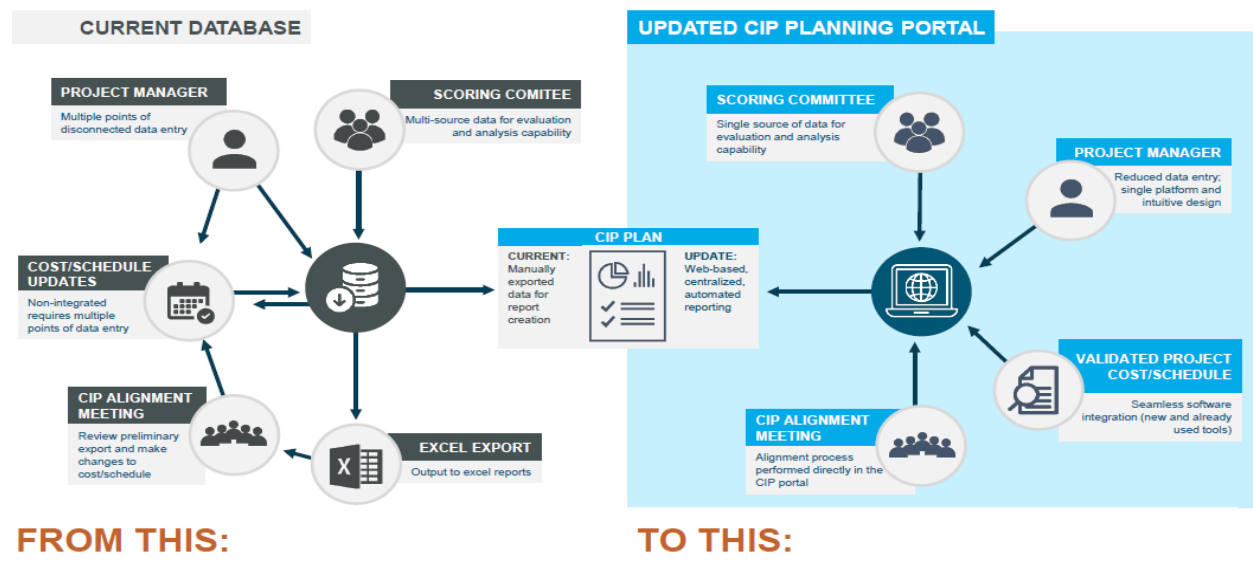 CURRENT DATABASE
PROJECT MANAGER
Multiple points of
disconnected data entry
SCORING COMITEE
Multi-source data for evaluation
and analysis capability
COST/SCHEDULE
UPDATES
Non-integrated
requires multiple
points of data entry
CIP ALIGNMENT
MEETING
Review preliminary
export and make
changes to
cost/schedule
X
EXCEL EXPORT
Output to excel reports
CIP PLAN
CURRENT:
Manually
exported
data for
report
creation
UPDATE:
Web-based,
centralized,
automated
reporting
UPDATED CIP PLANNING PORTAL
SCORING COMMITTEE
Single source of data for
evaluation and analysis
capability
PROJECT MANAGER
Reduced data entry;
single platform and
intuitive design
VALIDATED PROJECT
COST/SCHEDULE
Seamless software
integration (new and already
used tools)
CIP ALIGNMENT
MEETING
Alignment process
performed directly in the
CIP portal
FROM THIS:
TO THIS: